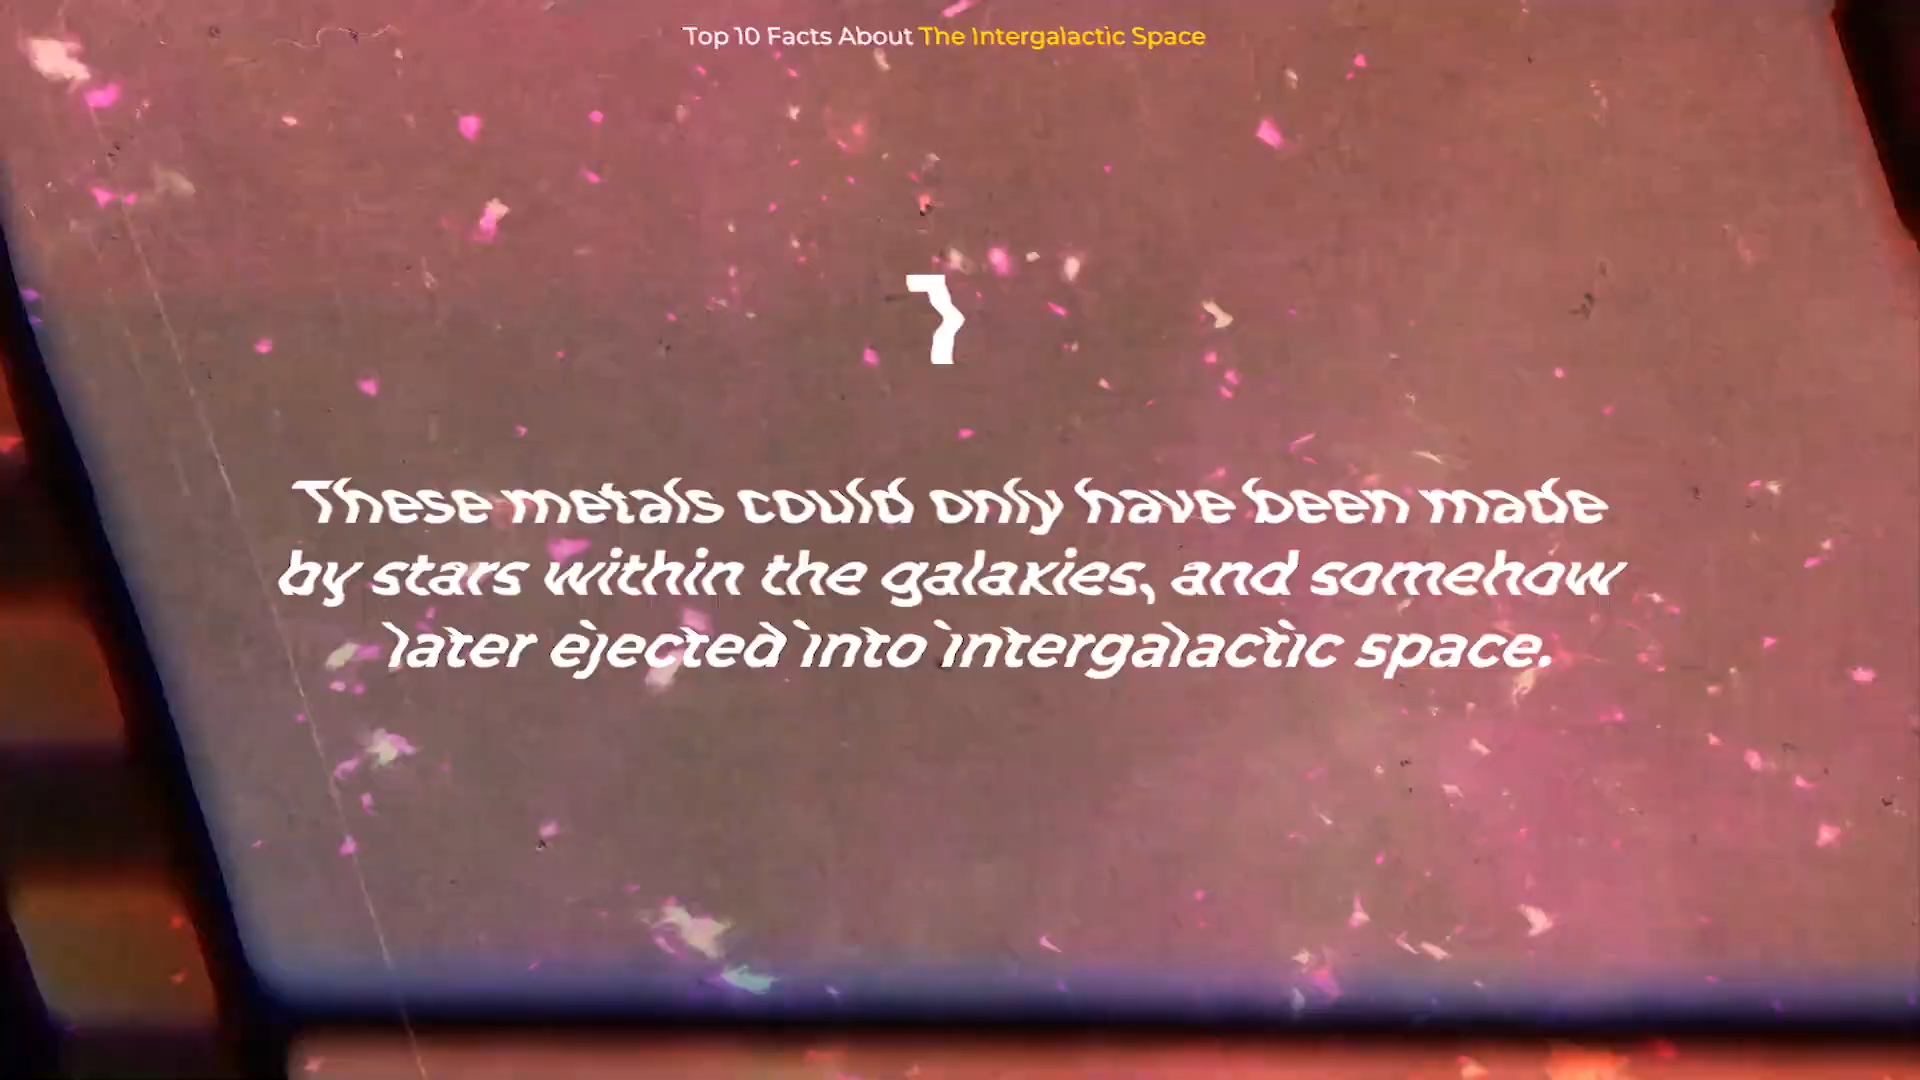 Top 10 Facts About The Intergalactic Space
These metals could only have been made
by stars within the galaxies, and somehow
later ejected into intergalactic space.